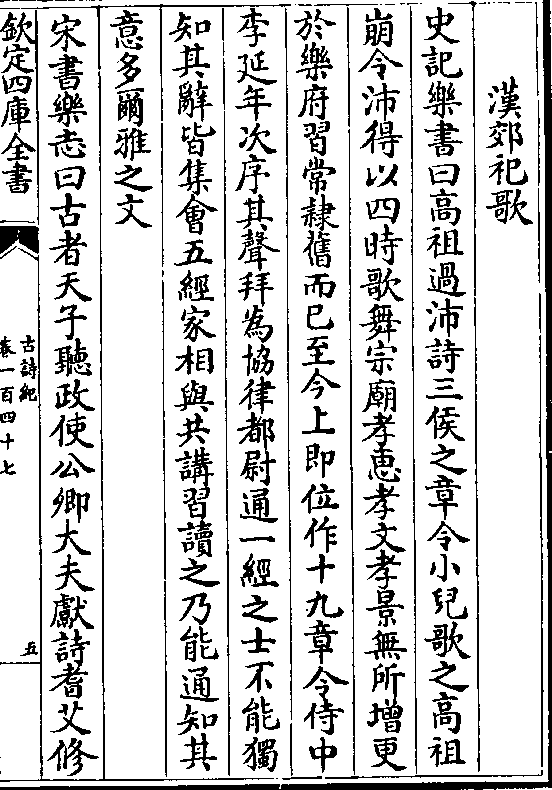 漢郊祀歌
史記樂書曰高祖過沛詩三侯之章令小兒歌之高祖
崩令沛得以四時歌舞宗廟孝惠孝文孝景無所增更
於樂府習常隷舊而已至今上即位作十九章令侍中
李延年次序其聲拜為協律都尉通一經之士不能獨
知其辭皆集會五經家相與共講習讀之乃能通知其
意多爾雅之文
宋書樂志曰古者天子聽政使公卿大夫獻詩耆艾修
欽定四庫全書
古詩紀
卷一百四十七
五